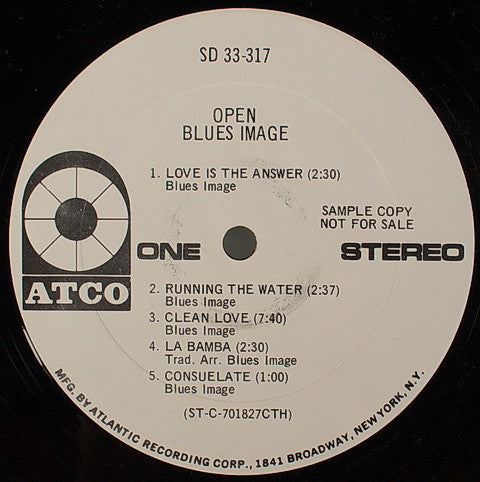 SD 33-317
OPEN
BLUES IMAGE
1. LOVE IS THE ANSWER (2:30)
Blues Image
SAMPLE COPY
NOT FOR SALE
ONE
STEREO
ATCO
2. RUNNING THE WATER (2:37)
Blues Image
3. CLEAN LOVE (7:40)
Blues Image
4. LA BAMBA (2:30)
Trad. Arr. Blues Image
5. CONSUELATE (1:00)
Blues Image
(ST-C-701827CTH)
MFG. BY ATLANTIC RECORDING CORP., 1841 BROADWAY, NEW YORK, N.Y.